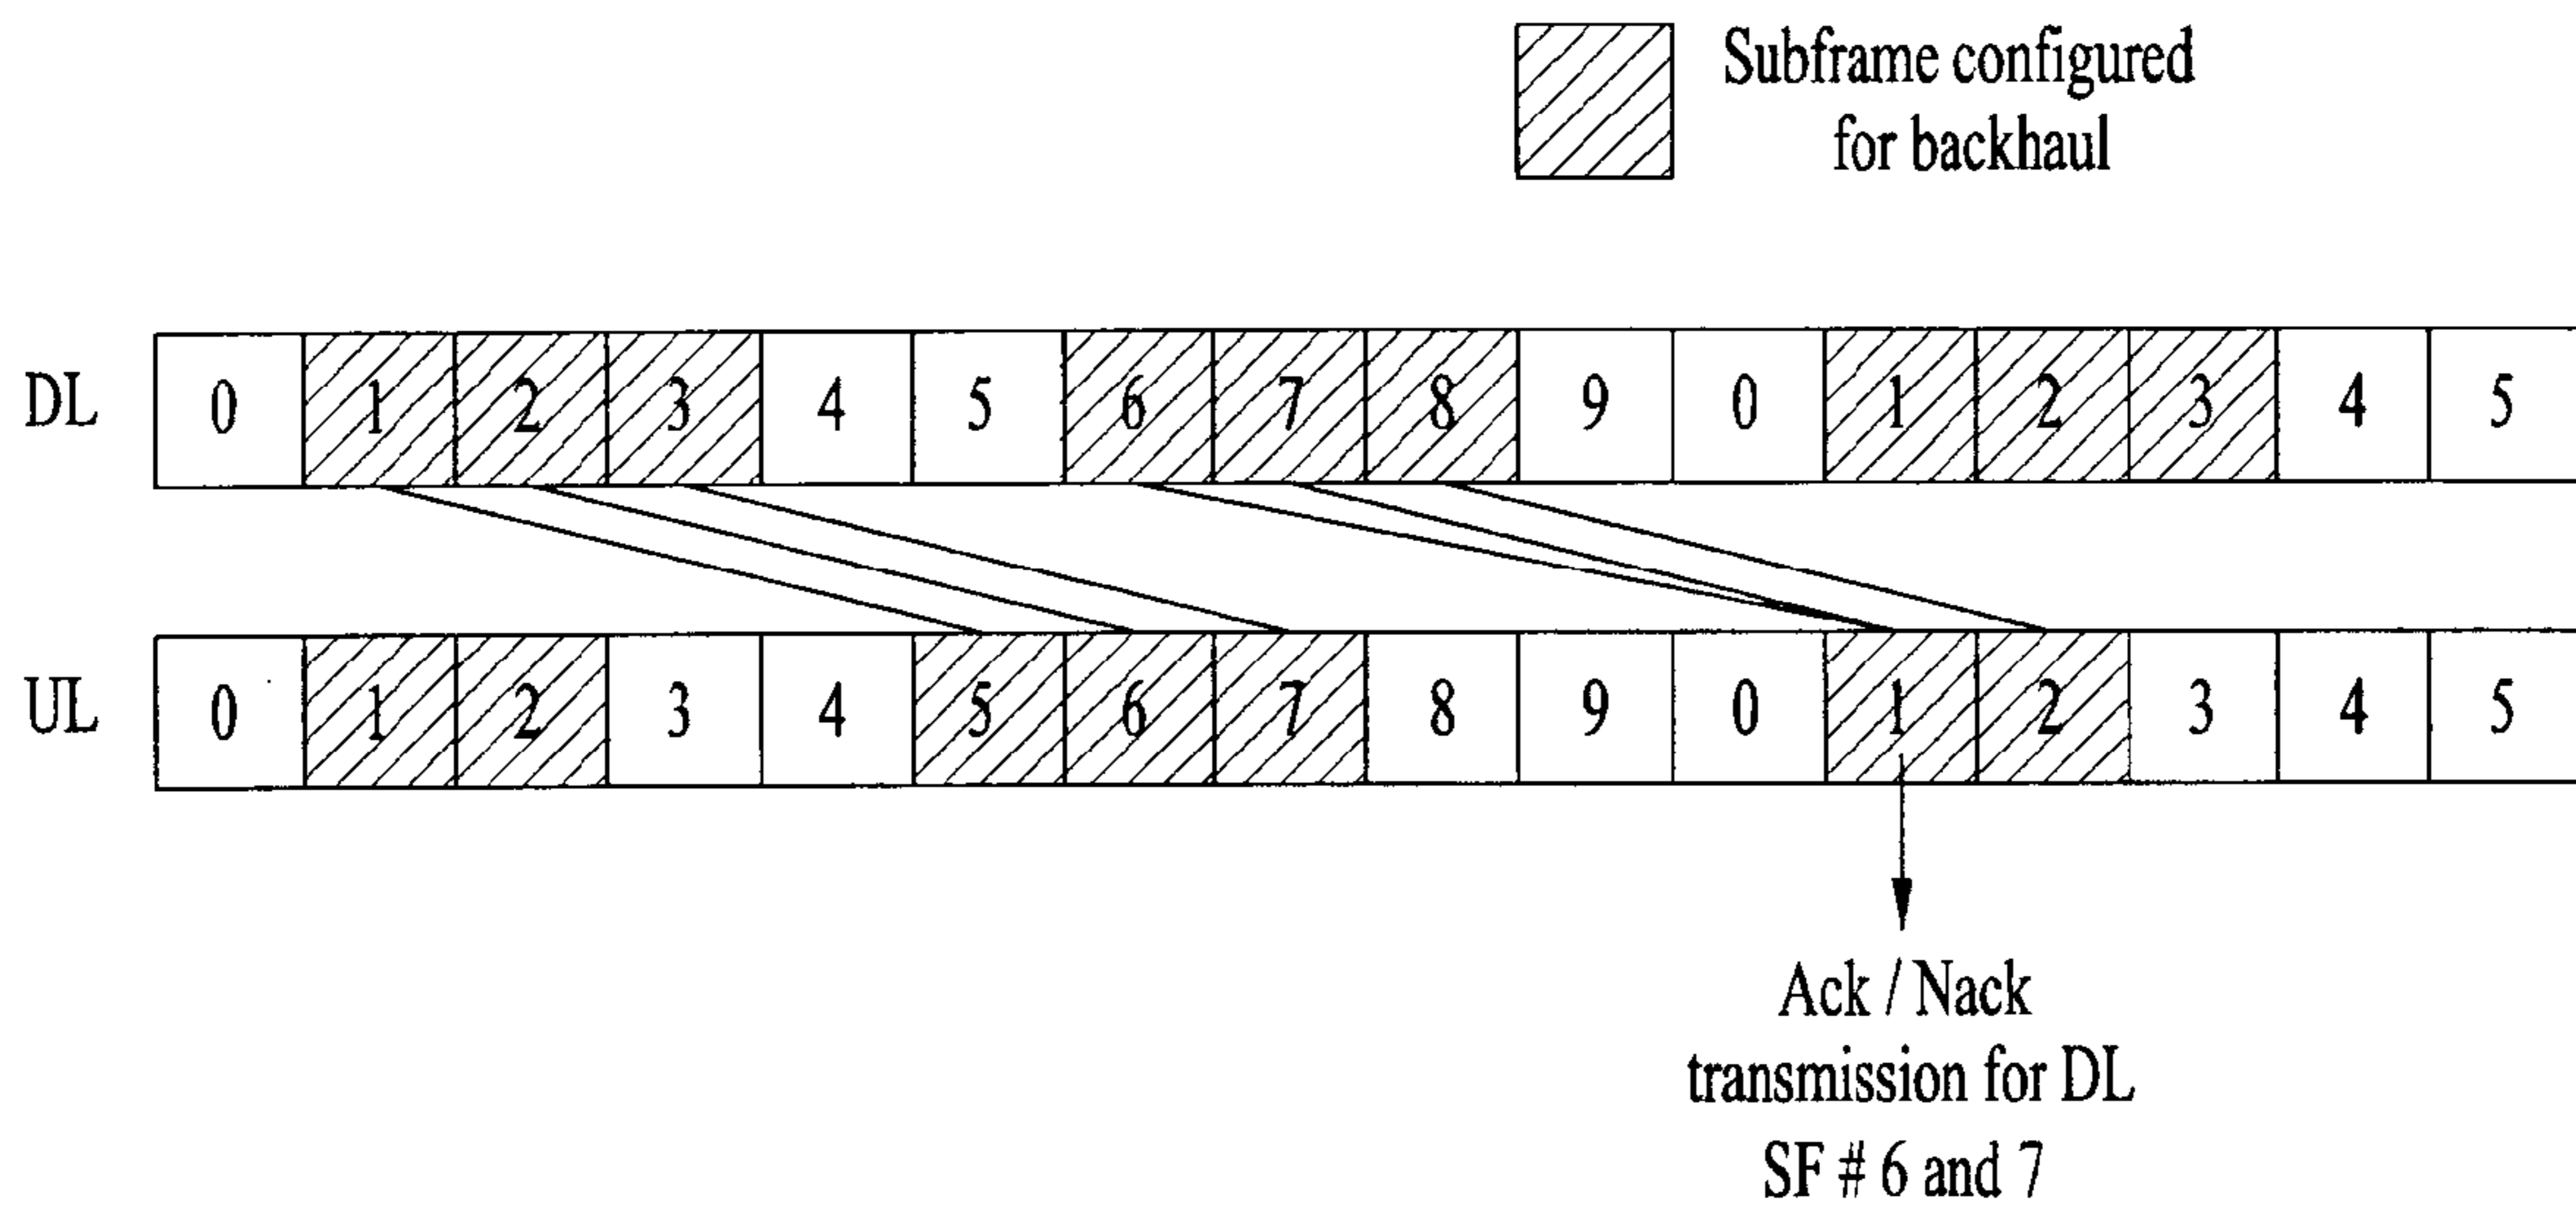 Subframe configured
for backhaul
DL 0 1 2 3 4 5 6 7 8 9 0 1 2 3 4 5
UL 0 1 2 3 4 5 6 7 8 9 0 1 2 3 4 5
Ack / Nack
transmission for DL
SF # 6 and 7